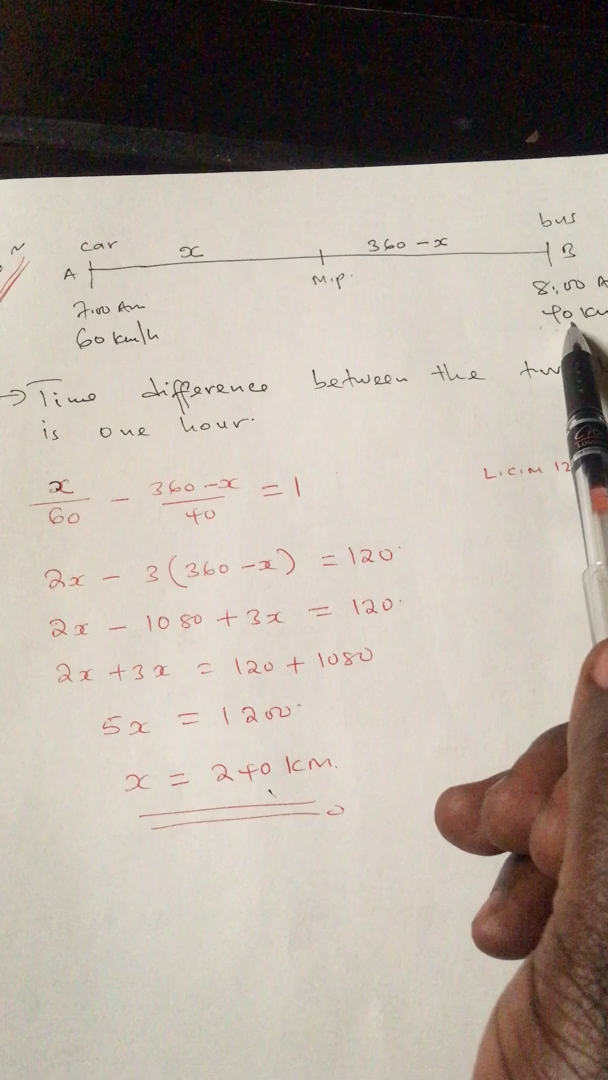 bus
car x 360-x
A B
M.p.
7.00 Am 8.00 A
60 km/h 40 km
→ Time difference between the tw
is one hour.
x/60 - 360-x/40 = 1
L.C.M 12
2x - 3(360-x) = 120
2x - 1080 + 3x = 120
2x + 3x = 120 + 1080
5x = 1200
x = 240 KM.